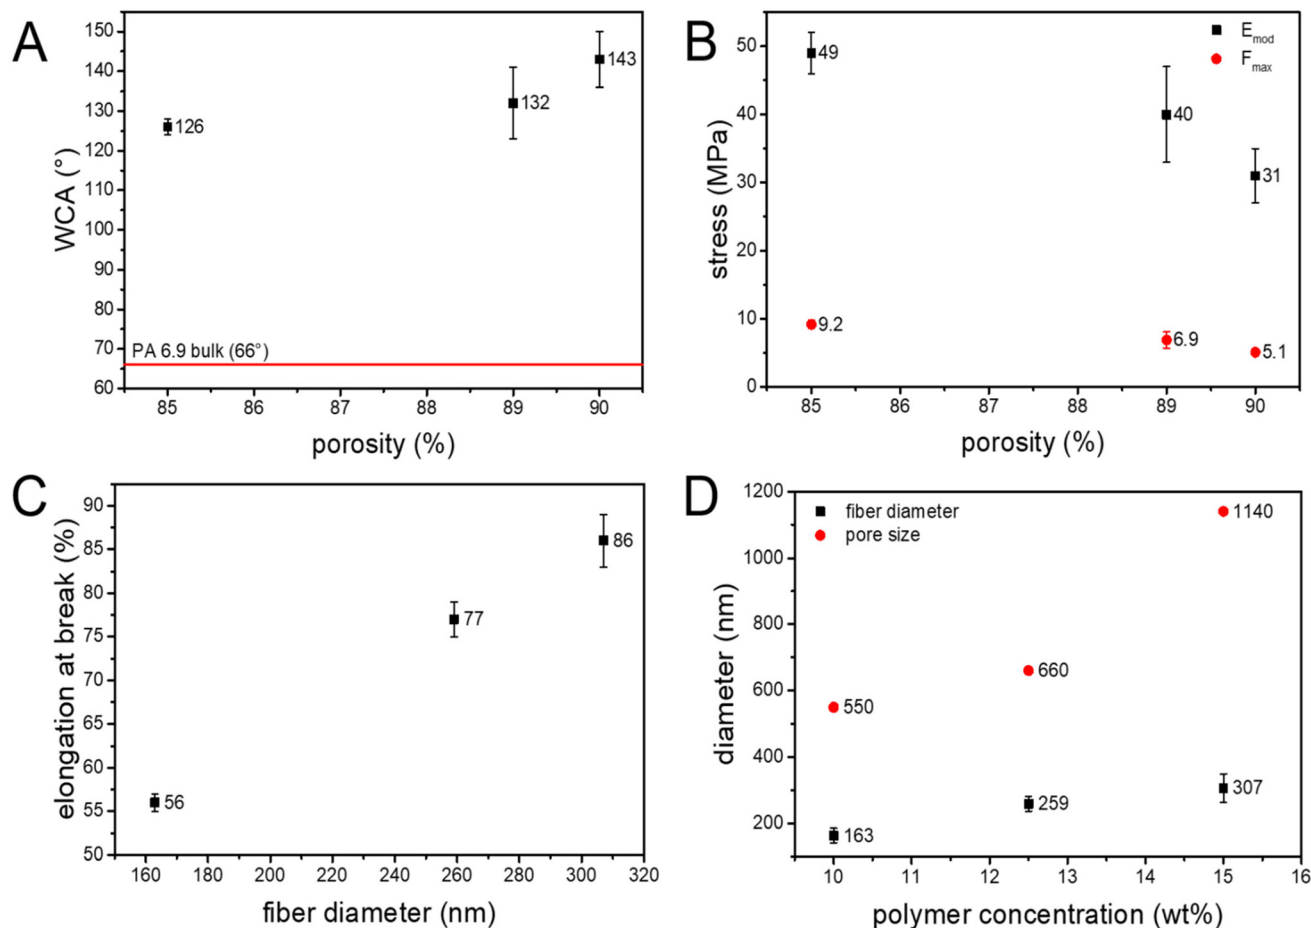 A
150
140
130
120
110
100
90
80
70
60
WCA (°)
126
132
143
PA 6.9 bulk (66°)
85 86 87 88 89 90
porosity (%)
B
50
40
30
20
10
0
stress (MPa)
E mod
F max
49
40
31
9.2
6.9
5.1
85 86 87 88 89 90
porosity (%)
C
90
85
80
75
70
65
60
55
50
elongation at break (%)
86
77
56
160 180 200 220 240 260 280 300 320
fiber diameter (nm)
D
1200
1000
800
600
400
200
diameter (nm)
fiber diameter
pore size
1140
660
550
307
259
163
10 11 12 13 14 15 16
polymer concentration (wt%)